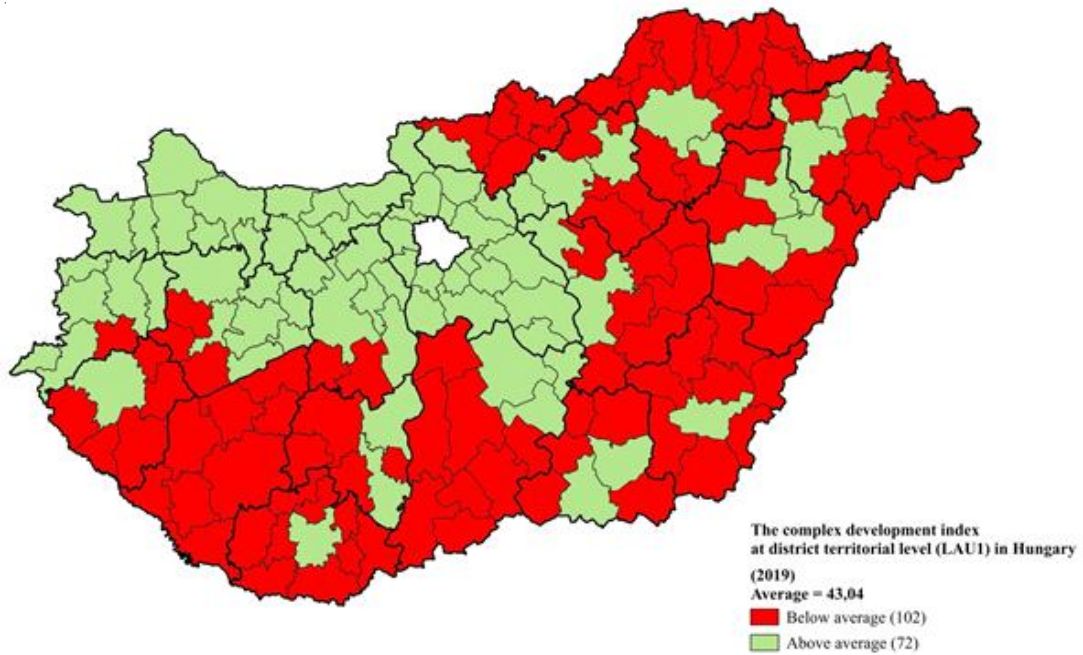 The complex development index
at district territorial level (LAU1) in Hungary
(2019)
Average = 43,04
Below average (102)
Above average (72)